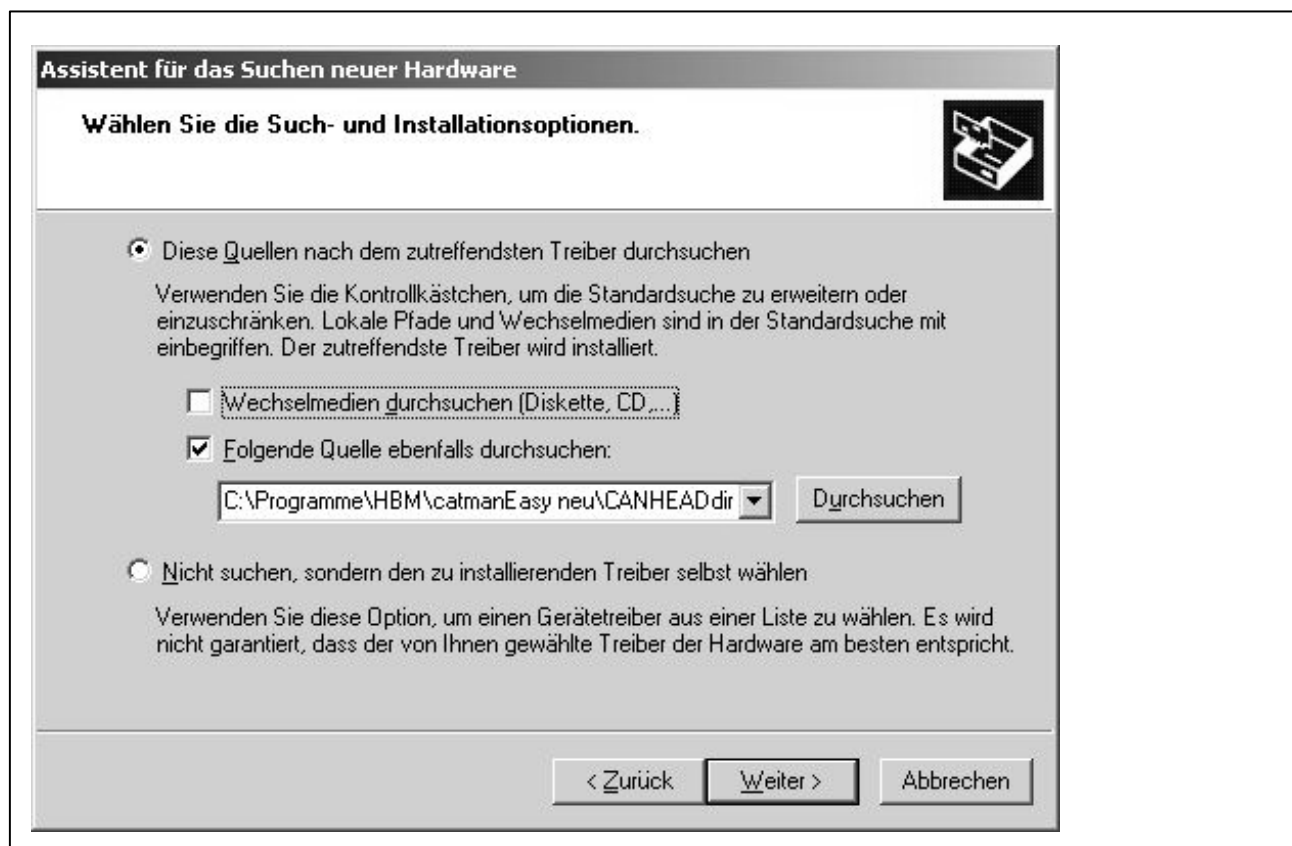 Assistent für das Suchen neuer Hardware
Wählen Sie die Such- und Installationsoptionen.
Diese Quellen nach dem zutreffendsten Treiber durchsuchen
Verwenden Sie die Kontrollkästchen, um die Standardsuche zu erweitern oder
einzuschränken. Lokale Pfade und Wechselmedien sind in der Standardsuche mit
einbegriffen. Der zutreffendste Treiber wird installiert.
Wechselmedien durchsuchen (Diskette, CD,...)
Folgende Quelle ebenfalls durchsuchen:
C:\Programme\HBM\catmanEasy neu\CANHEADdir
Durchsuchen
Nicht suchen, sondern den zu installierenden Treiber selbst wählen
Verwenden Sie diese Option, um einen Gerätetreiber aus einer Liste zu wählen. Es wird
nicht garantiert, dass der von Ihnen gewählte Treiber der Hardware am besten entspricht.
< Zurück Weiter > Abbrechen